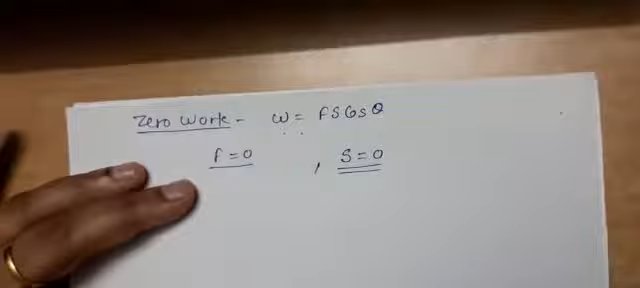 Zero Work - W = FSCosθ
F = 0 , S = 0